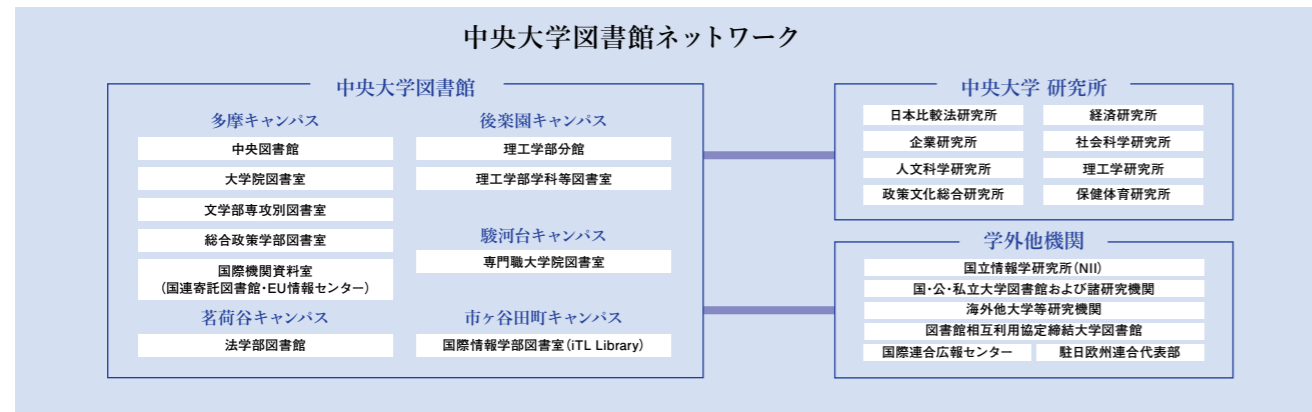 中央大学図書館ネットワーク
中央大学図書館
多摩キャンパス
中央図書館
大学院図書室
文学部専攻別図書室
総合政策学部図書室
国際機関資料室
(国連寄託図書館・EU情報センター)
茗荷谷キャンパス
法学部図書館
後楽園キャンパス
理工学部分館
理工学部学科等図書室
駿河台キャンパス
専門職大学院図書室
市ヶ谷田町キャンパス
国際情報学部図書室(iTL Library)
中央大学 研究所
日本比較法研究所
経済研究所
企業研究所
社会科学研究所
人文科学研究所
理工学研究所
政策文化総合研究所
保健体育研究所
学外他機関
国立情報学研究所(NII)
国・公・私立大学図書館および諸研究機関
海外他大学等研究機関
図書館相互利用協定締結大学図書館
国際連合広報センター
駐日欧州連合代表部